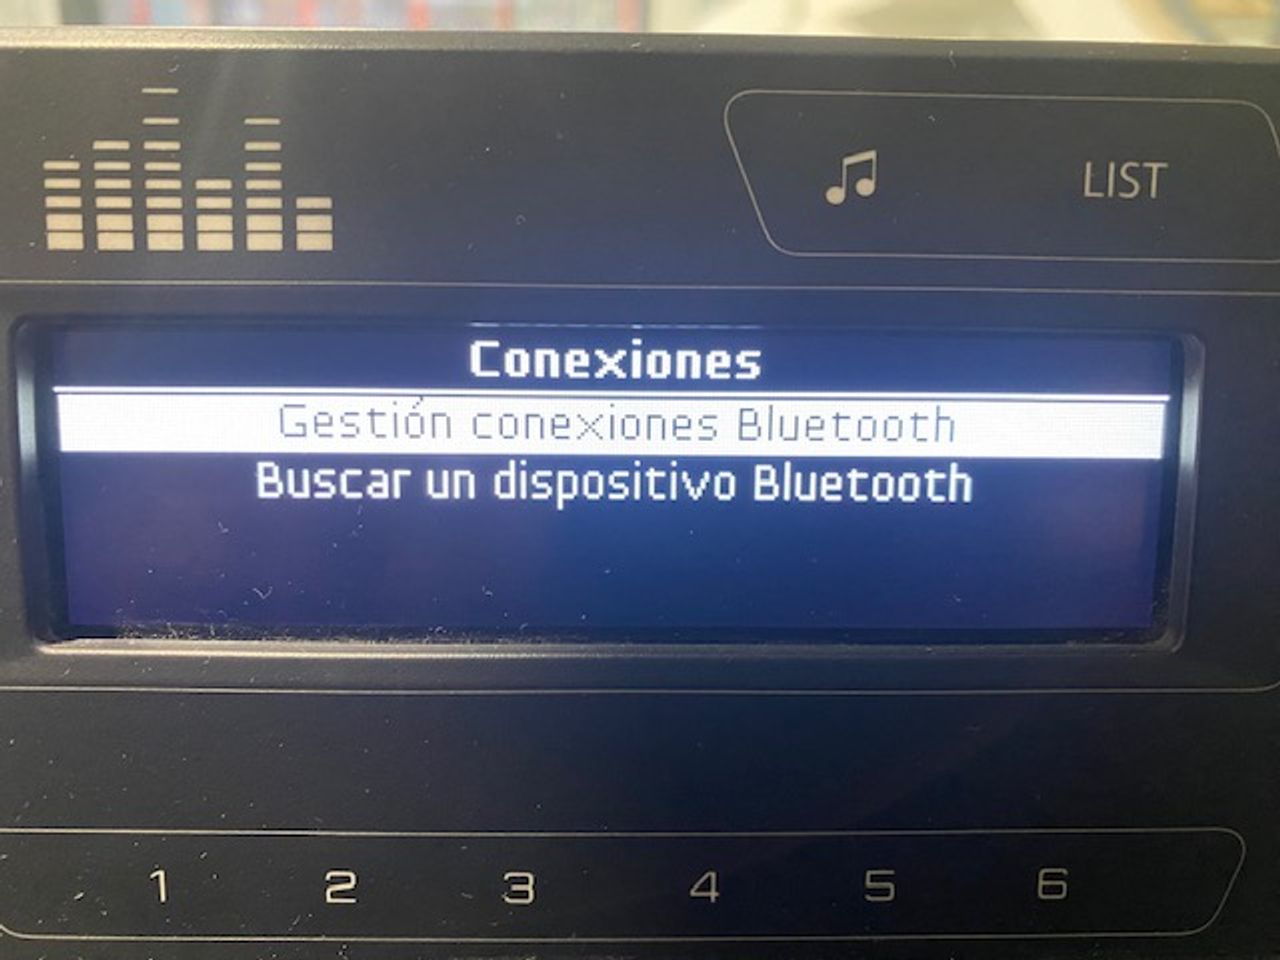 LIST
Conexiones
Gestión conexiones Bluetooth
Buscar un dispositivo Bluetooth
1 2 3 4 5 6